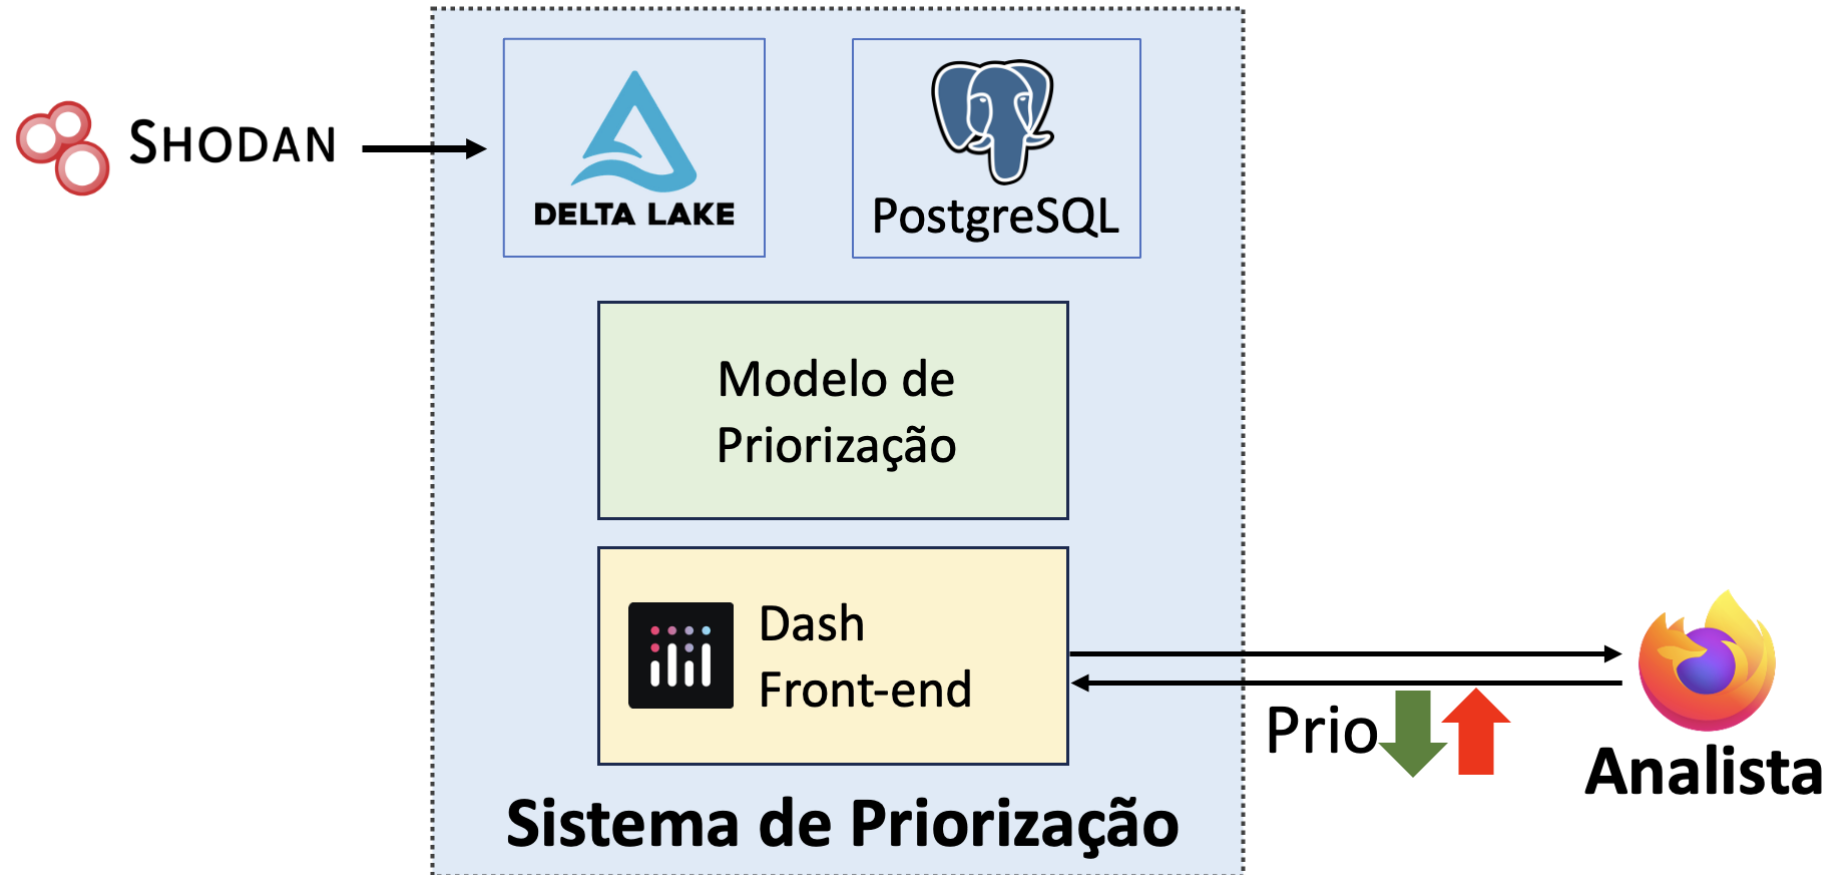 SHODAN
DELTA LAKE
PostgreSQL
Modelo de
Priorização
Dash
Front-end
Prio
Analista
Sistema de Priorização